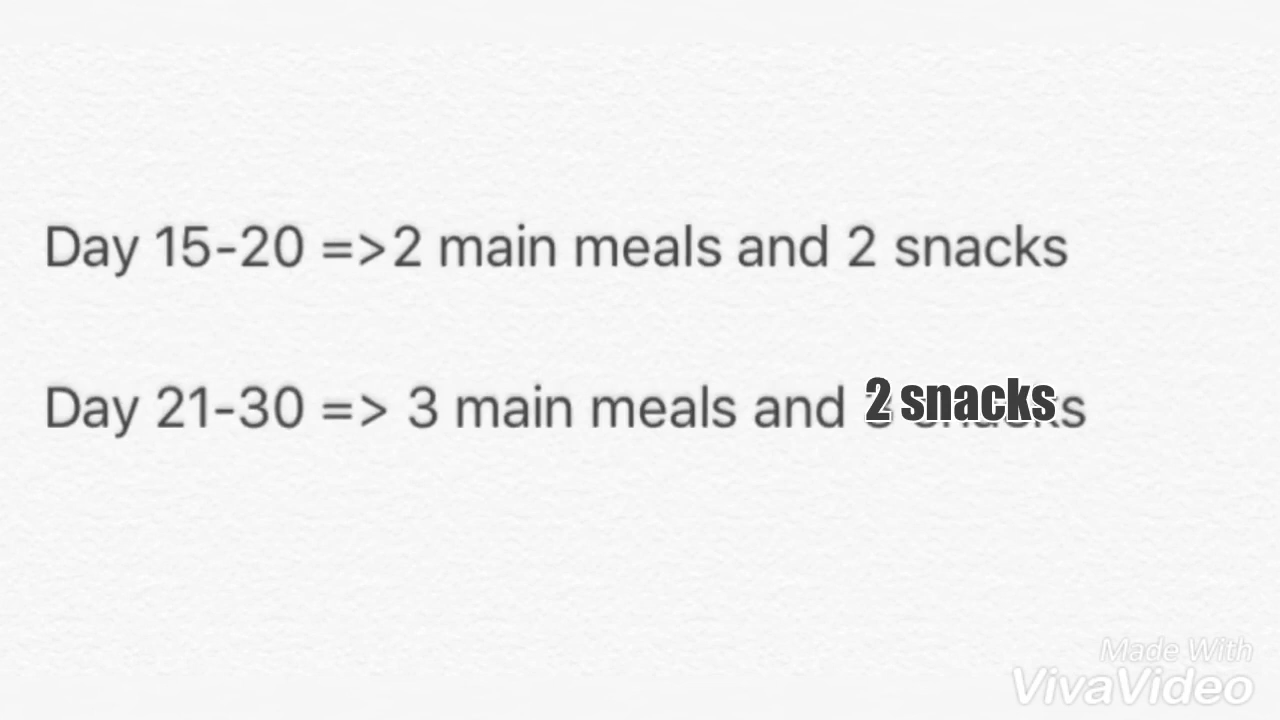 Day 15-20 =>2 main meals and 2 snacks
Day 21-30 => 3 main meals and 2 snacks
Made With
VivaVideo